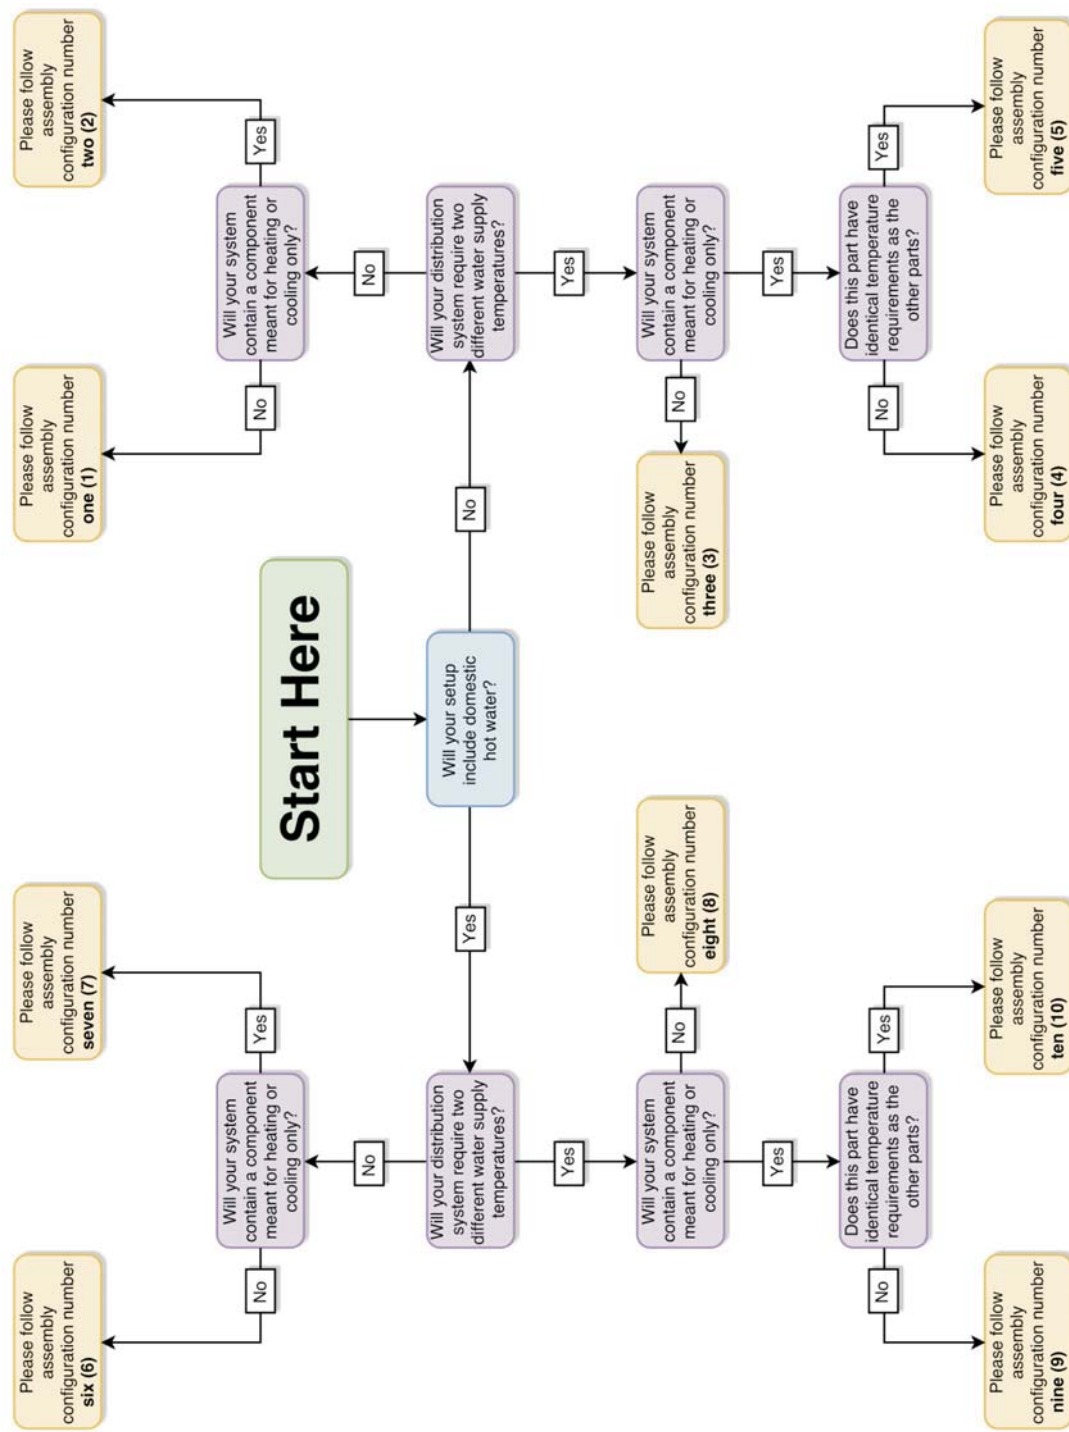 Start Here
Will your setup
include domestic
hot water?
Yes
No
Will your distribution
system require two
different water supply
temperatures?
No
Yes
Will your system
contain a component
meant for heating or
cooling only?
No
Yes
Please follow
assembly
configuration number
six (6)
Please follow
assembly
configuration number
seven (7)
Will your system
contain a component
meant for heating or
cooling only?
No
Yes
Please follow
assembly
configuration number
eight (8)
Does this part have
identical temperature
requirements as the
other parts?
No
Yes
Please follow
assembly
configuration number
nine (9)
Please follow
assembly
configuration number
ten (10)
Will your distribution
system require two
different water supply
temperatures?
No
Yes
Will your system
contain a component
meant for heating or
cooling only?
No
Yes
Please follow
assembly
configuration number
one (1)
Please follow
assembly
configuration number
two (2)
Will your system
contain a component
meant for heating or
cooling only?
No
Yes
Please follow
assembly
configuration number
three (3)
Does this part have
identical temperature
requirements as the
other parts?
No
Yes
Please follow
assembly
configuration number
four (4)
Please follow
assembly
configuration number
five (5)